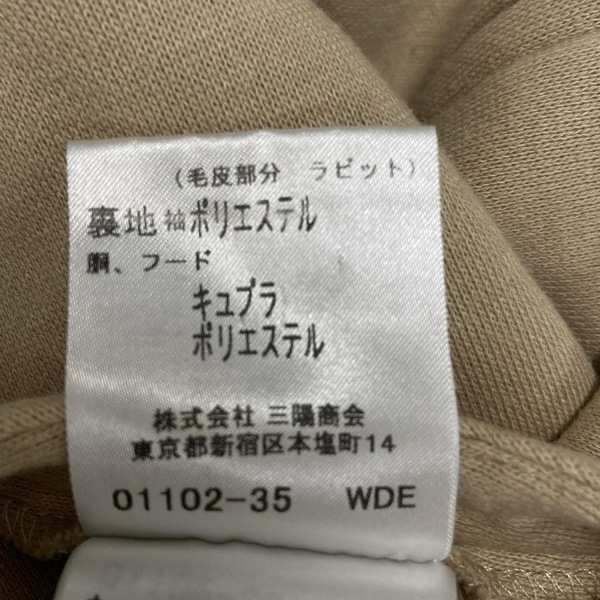 (毛皮部分　ラビット)
裏地 袖ポリエステル
胴、フード
キュプラ
ポリエステル
株式会社 三陽商会
東京都新宿区本塩町14
01102-35　WDE